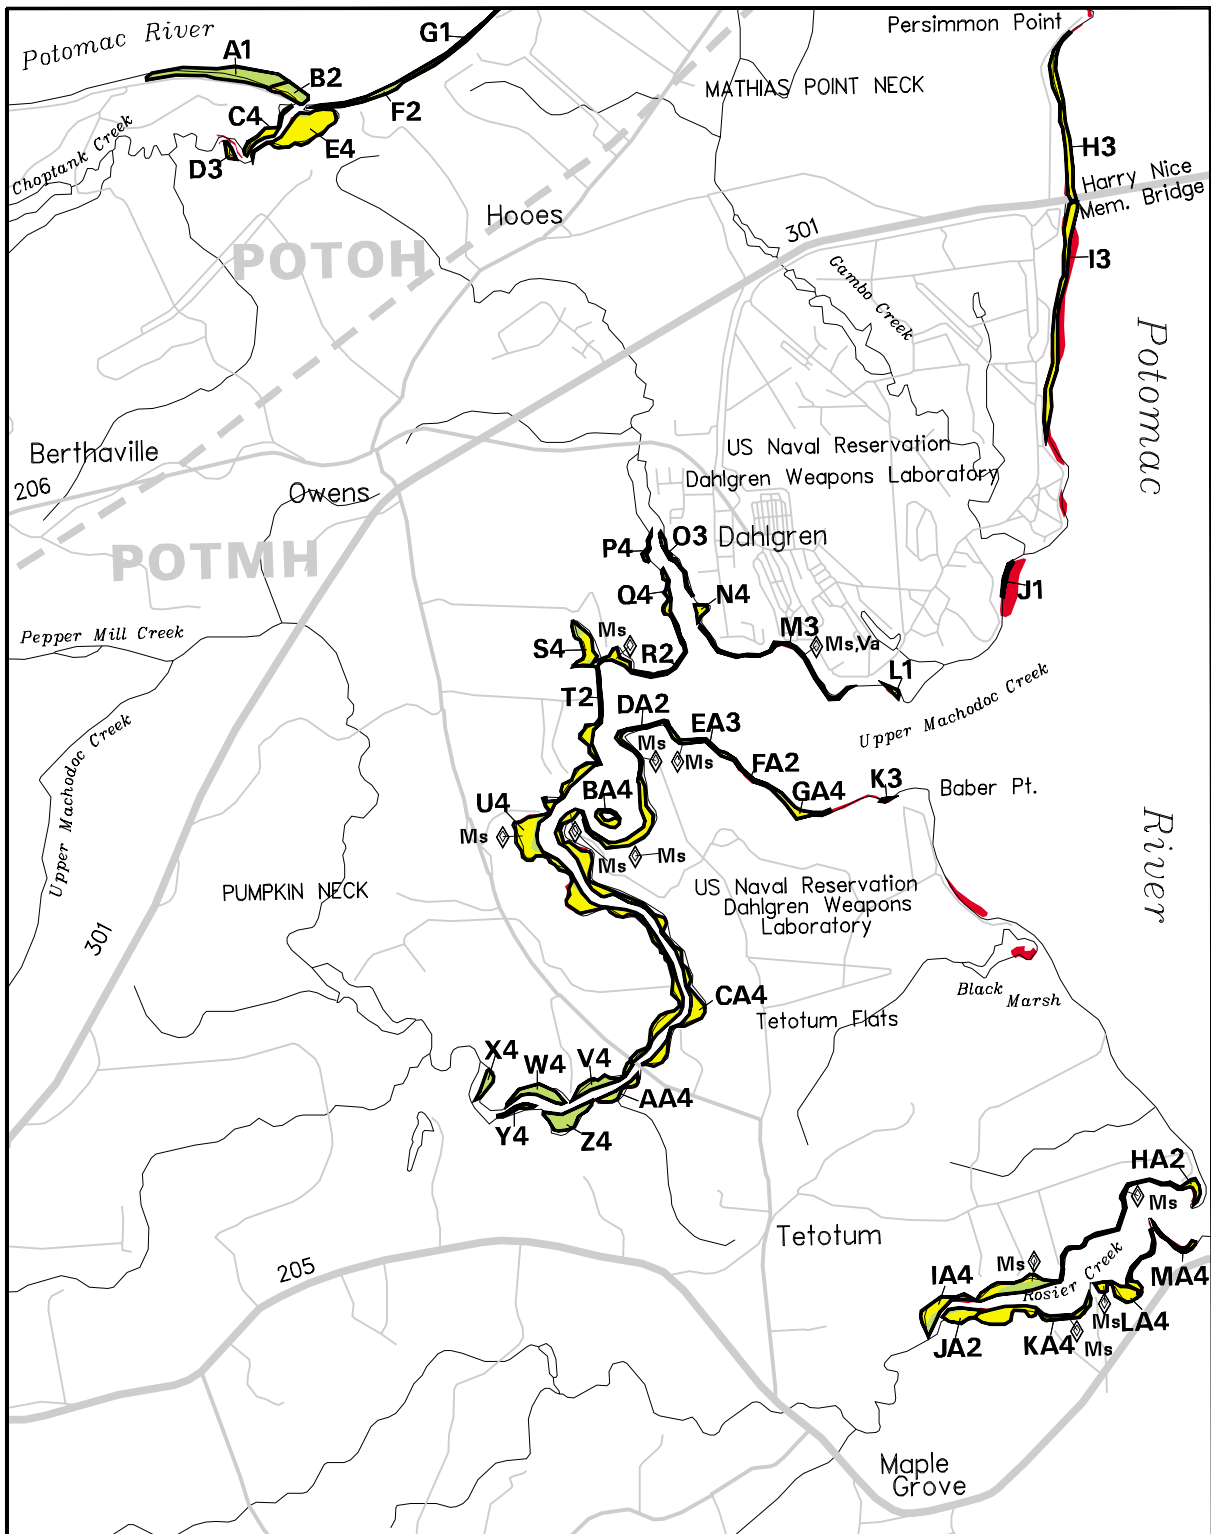 Persimmon Point
G1
Potomac River
A1
B2
MATHIAS POINT NECK
F2
C4
Choptank Creek
E4
H3
D3
Harry Nice
Mem. Bridge
Hooes
301
POTOH
I3
Gambo Creek
Potomac
Berthaville
US Naval Reservation
Dahlgren Weapons Laboratory
206
Owens
O3
Dahlgren
P4
POTMH
J1
Q4
N4
Pepper Mill Creek
Ms
M3
S4
R2
Ms,Va
L1
T2
DA2
Upper Machodoc Creek
EA3
Upper Machodoc Creek
Ms
Ms
FA2
K3
Baber Pt.
BA4
GA4
U4
Ms
River
Ms
Ms
PUMPKIN NECK
US Naval Reservation
Dahlgren Weapons
Laboratory
301
Black Marsh
CA4
Tetotum Flats
X4
W4
V4
AA4
Y4
Z4
HA2
Ms
Tetotum
205
Ms
Rosier Creek
IA4
MA4
Ms
LA4
JA2
KA4
Ms
Maple
Grove